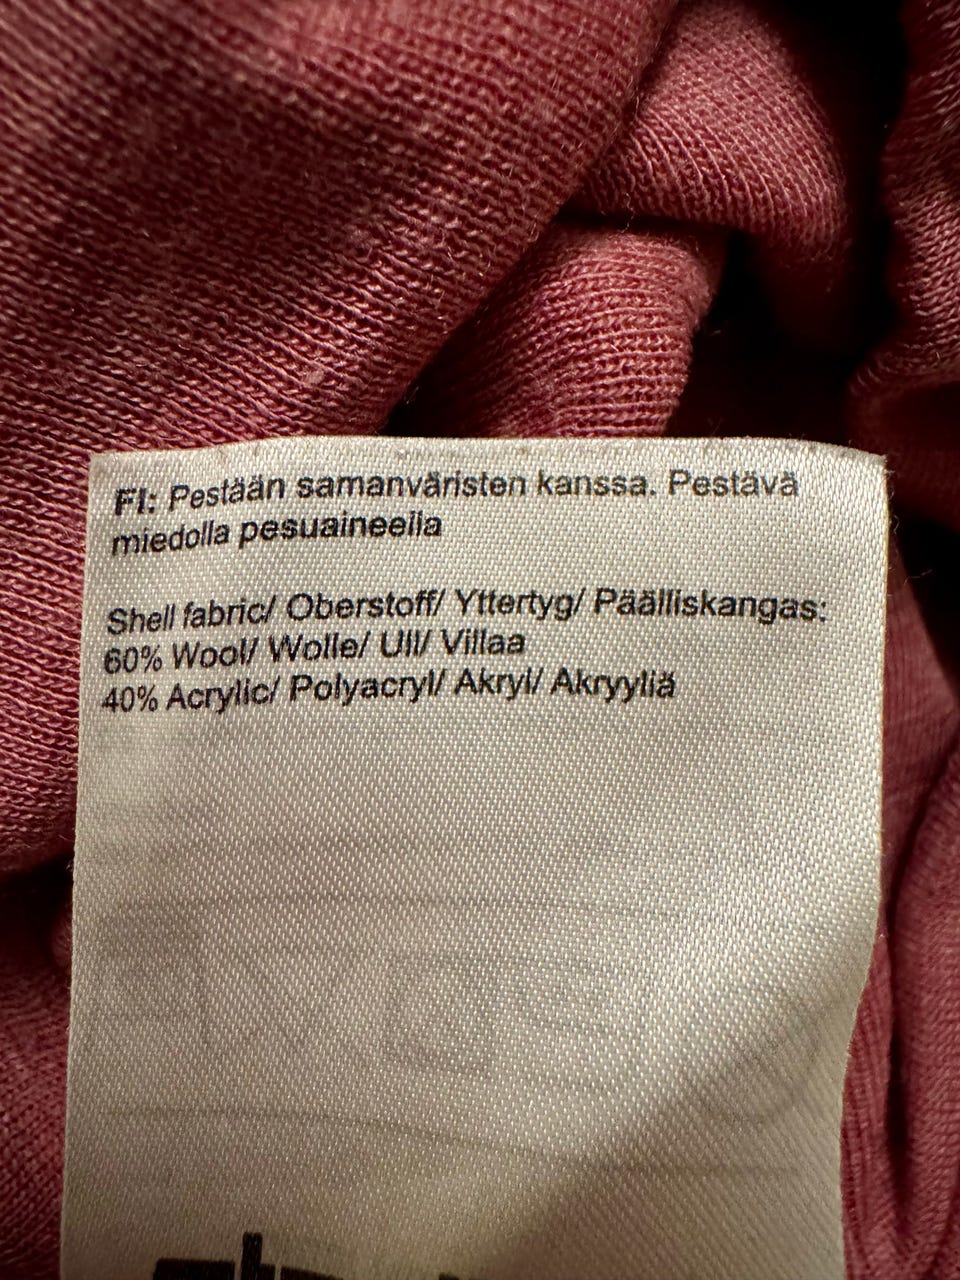 FI: Pestään samanväristen kanssa. Pestävä
miedolla pesuaineella
Shell fabric/ Oberstoff/ Yttertyg/ Päälliskangas:
60% Wool/ Wolle/ Ull/ Villaa
40% Acrylic/ Polyacryl/ Akryl/ Akryyliä